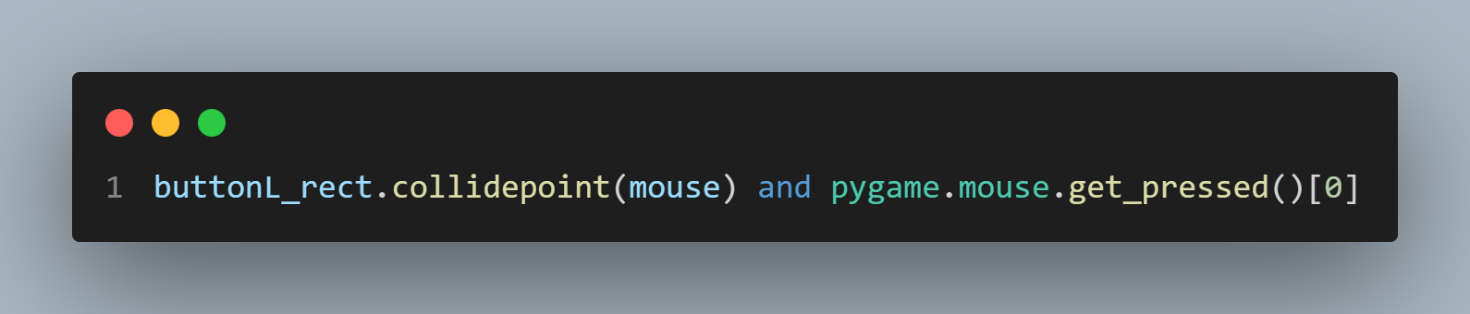 1 buttonL_rect.collidepoint(mouse) and pygame.mouse.get_pressed()[0]